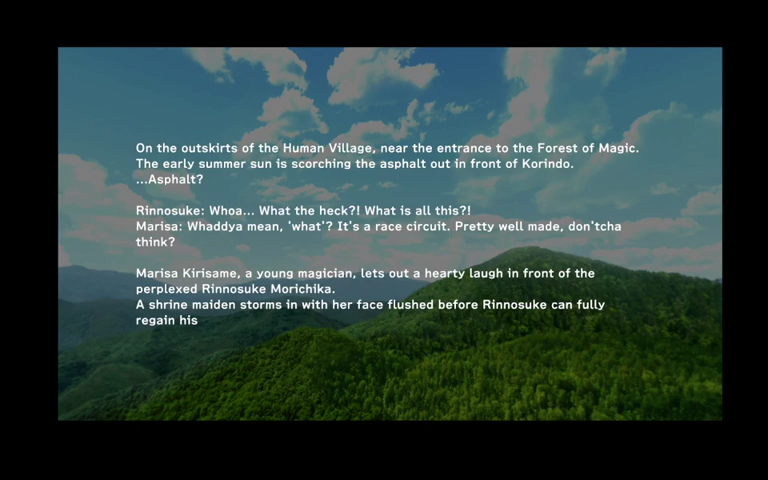 On the outskirts of the Human Village, near the entrance to the Forest of Magic.
The early summer sun is scorching the asphalt out in front of Korindo.
...Asphalt?
Rinnosuke: Whoa... What the heck?! What is all this?!
Marisa: Whaddya mean, 'what'? It's a race circuit. Pretty well made, don'tcha
think?
Marisa Kirisame, a young magician, lets out a hearty laugh in front of the
perplexed Rinnosuke Morichika.
A shrine maiden storms in with her face flushed before Rinnosuke can fully
regain his